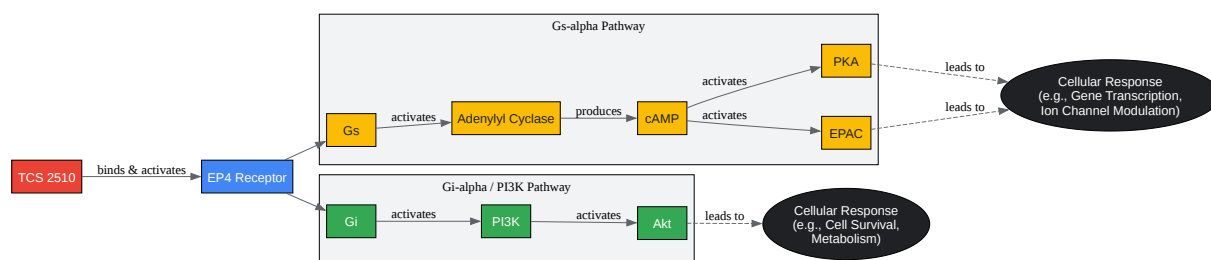 Gs-alpha Pathway
PKA
leads to
activates
Cellular Response
(e.g., Gene Transcription,
Ion Channel Modulation)
Gs
activates
Adenylyl Cyclase
produces
cAMP
activates
leads to
EPAC
TCS 2510
binds & activates
EP4 Receptor
Gi-alpha / PI3K Pathway
Gi
activates
PI3K
activates
Akt
leads to
Cellular Response
(e.g., Cell Survival,
Metabolism)